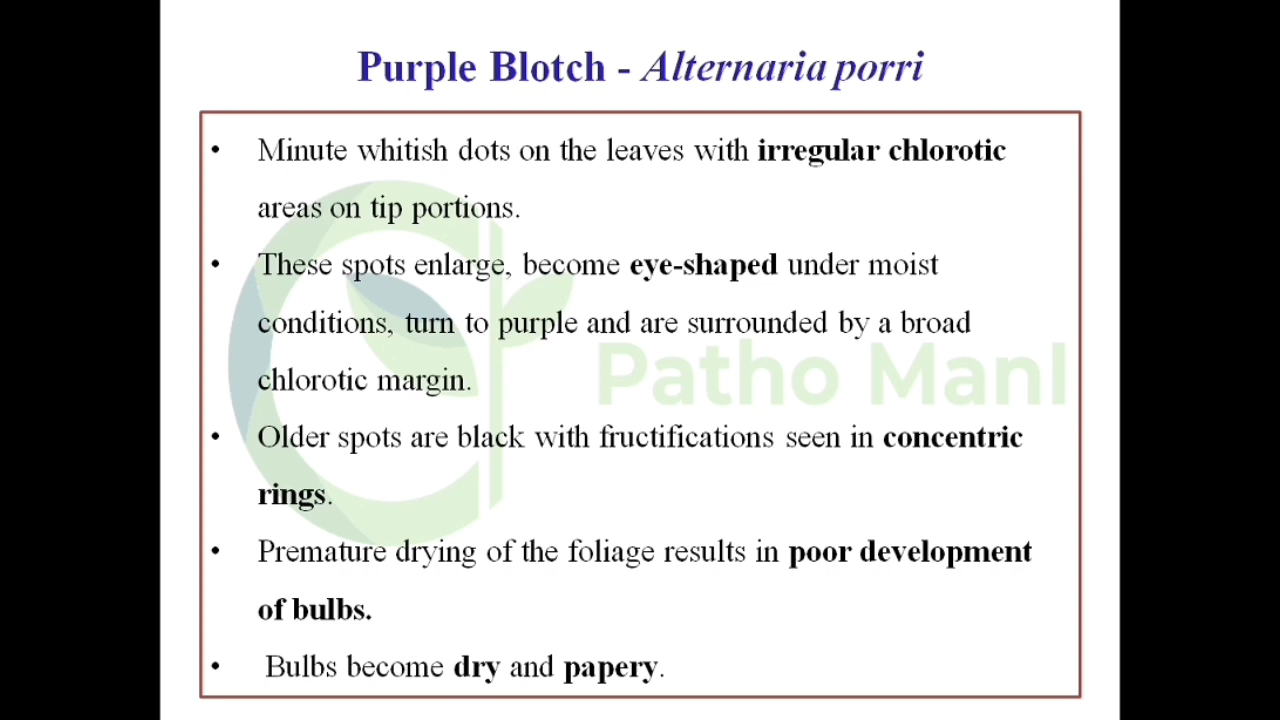 Purple Blotch - Alternaria porri
• Minute whitish dots on the leaves with irregular chlorotic
areas on tip portions.
• These spots enlarge, become eye-shaped under moist
conditions, turn to purple and are surrounded by a broad
Patho ManI
chlorotic margin.
• Older spots are black with fructifications seen in concentric
rings.
• Premature drying of the foliage results in poor development
of bulbs.
• Bulbs become dry and papery.